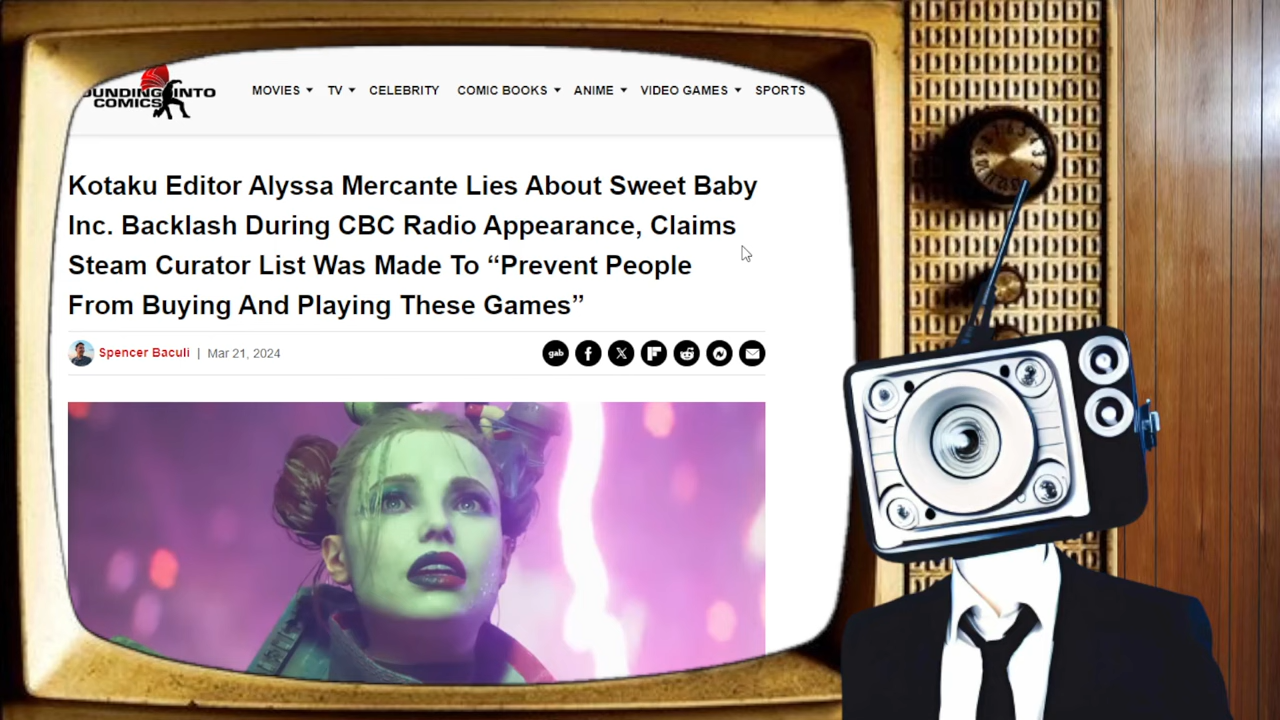 OUNDING INTO
COMICS
MOVIES TV CELEBRITY COMIC BOOKS ANIME VIDEO GAMES SPORTS
Kotaku Editor Alyssa Mercante Lies About Sweet Baby
Inc. Backlash During CBC Radio Appearance, Claims
Steam Curator List Was Made To “Prevent People
From Buying And Playing These Games”
Spencer Baculi | Mar 21, 2024
gab